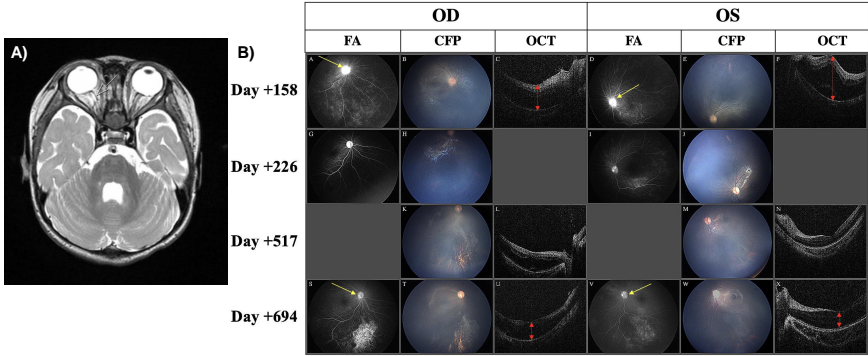 A)
B)
OD OS
FA CFP OCT FA CFP OCT
Day +158
A B C D E F
Day +226
G H I J
Day +517
K L M N
Day +694
S T U V W X